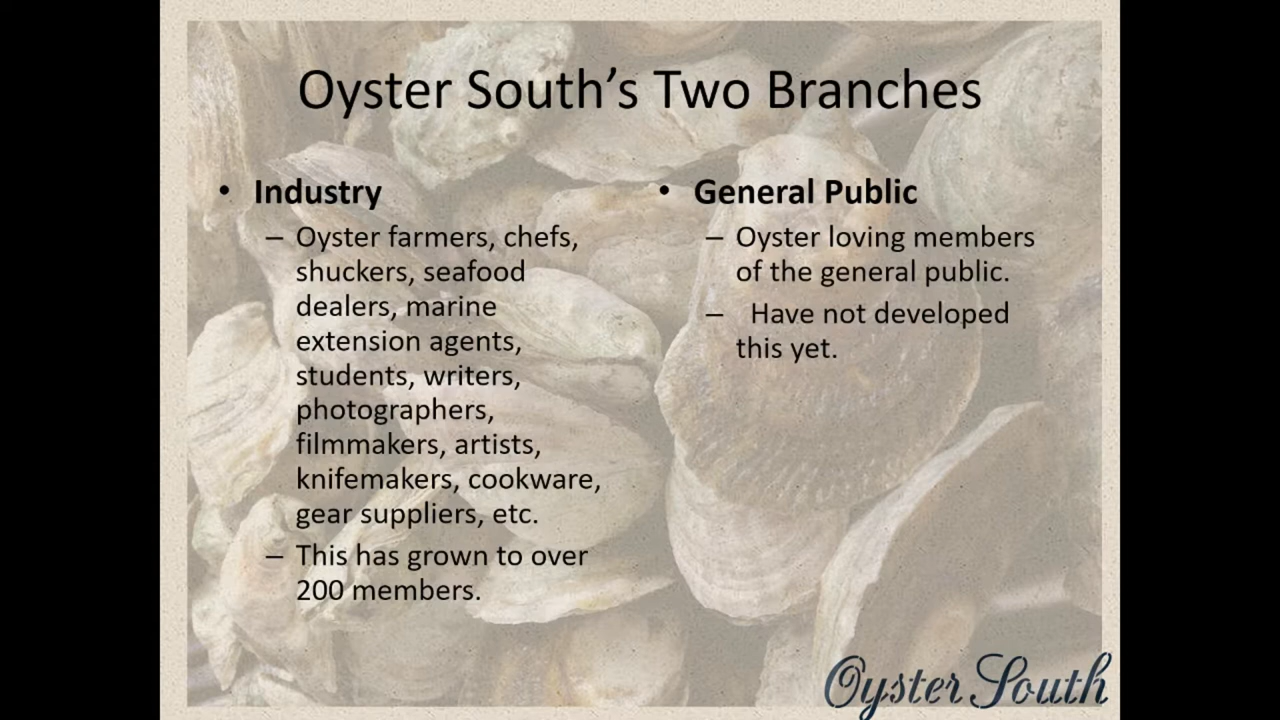 Oyster South’s Two Branches
• Industry
– Oyster farmers, chefs,
shuckers, seafood
dealers, marine
extension agents,
students, writers,
photographers,
filmmakers, artists,
knifemakers, cookware,
gear suppliers, etc.
– This has grown to over
200 members.
• General Public
– Oyster loving members
of the general public.
– Have not developed
this yet.
Oyster South